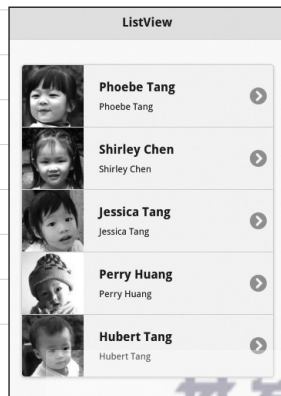 ListView
Phoebe Tang
Phoebe Tang
Shirley Chen
Shirley Chen
Jessica Tang
Jessica Tang
Perry Huang
Perry Huang
Hubert Tang
Hubert Tang